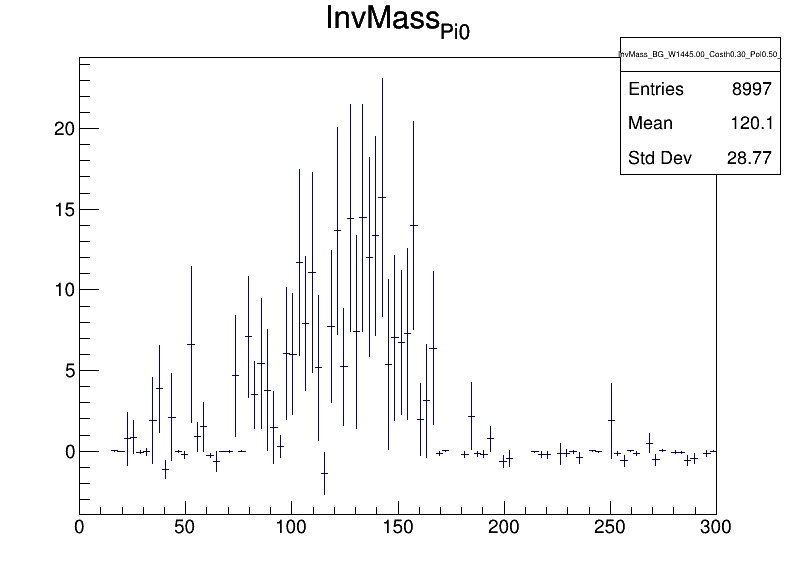 InvMass_Pi0
InvMass_BG_W1445.00_Costh0.30_Pol0.50_
Entries 8997
Mean 120.1
Std Dev 28.77
20
15
10
5
0
0 50 100 150 200 250 300